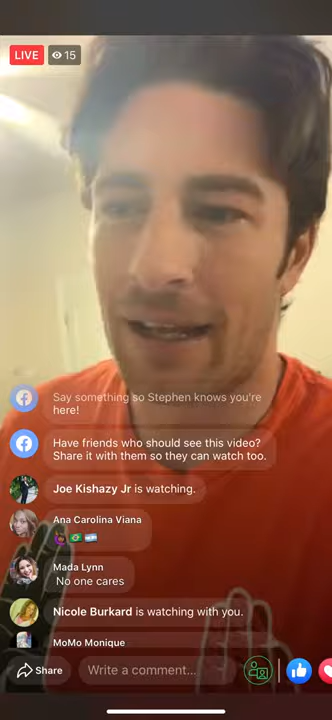 LIVE 15
Say something so Stephen knows you're
here!
Have friends who should see this video?
Share it with them so they can watch too.
Joe Kishazy Jr is watching.
Ana Carolina Viana
Mada Lynn
No one cares
Nicole Burkard is watching with you.
MoMo Monique
Share Write a comment...